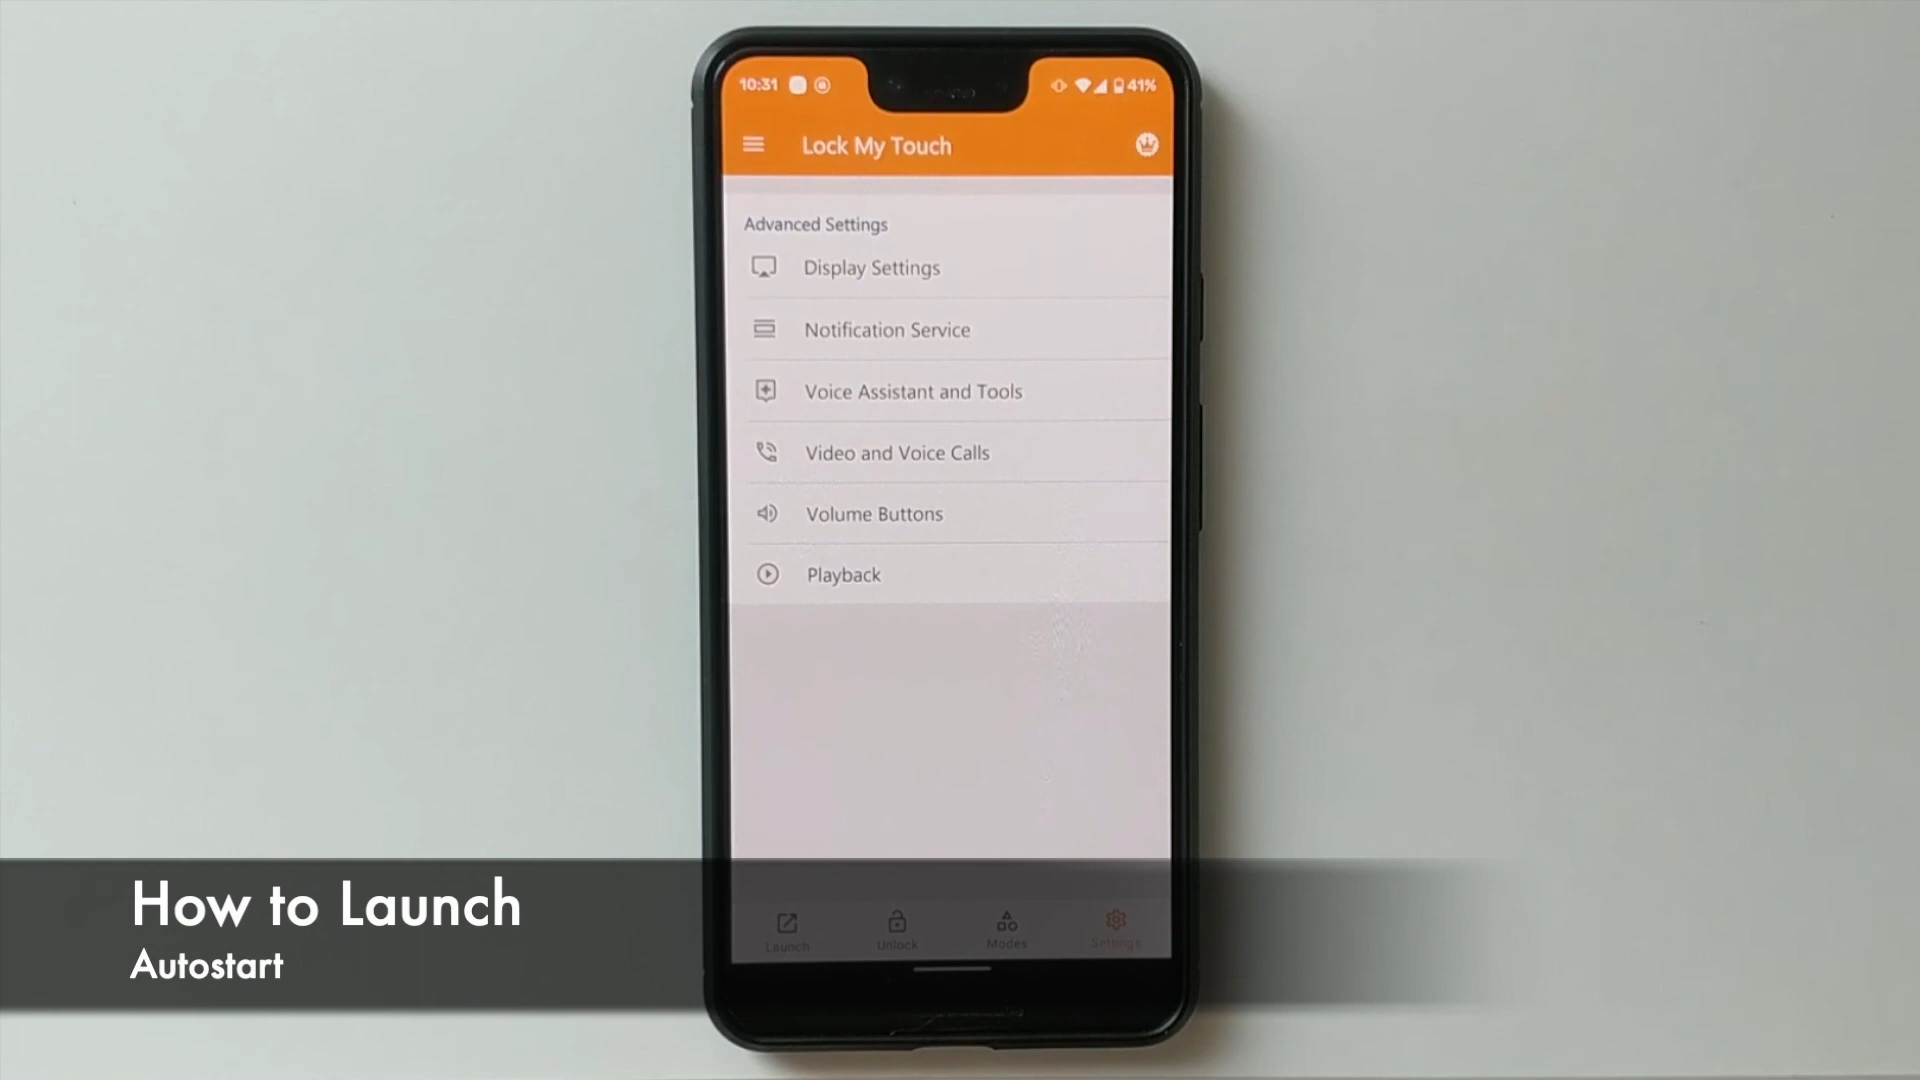 10:31 41%
Lock My Touch
Advanced Settings
Display Settings
Notification Service
Voice Assistant and Tools
Video and Voice Calls
Volume Buttons
Playback
How to Launch
Autostart
Launch Unlock Modes Settings